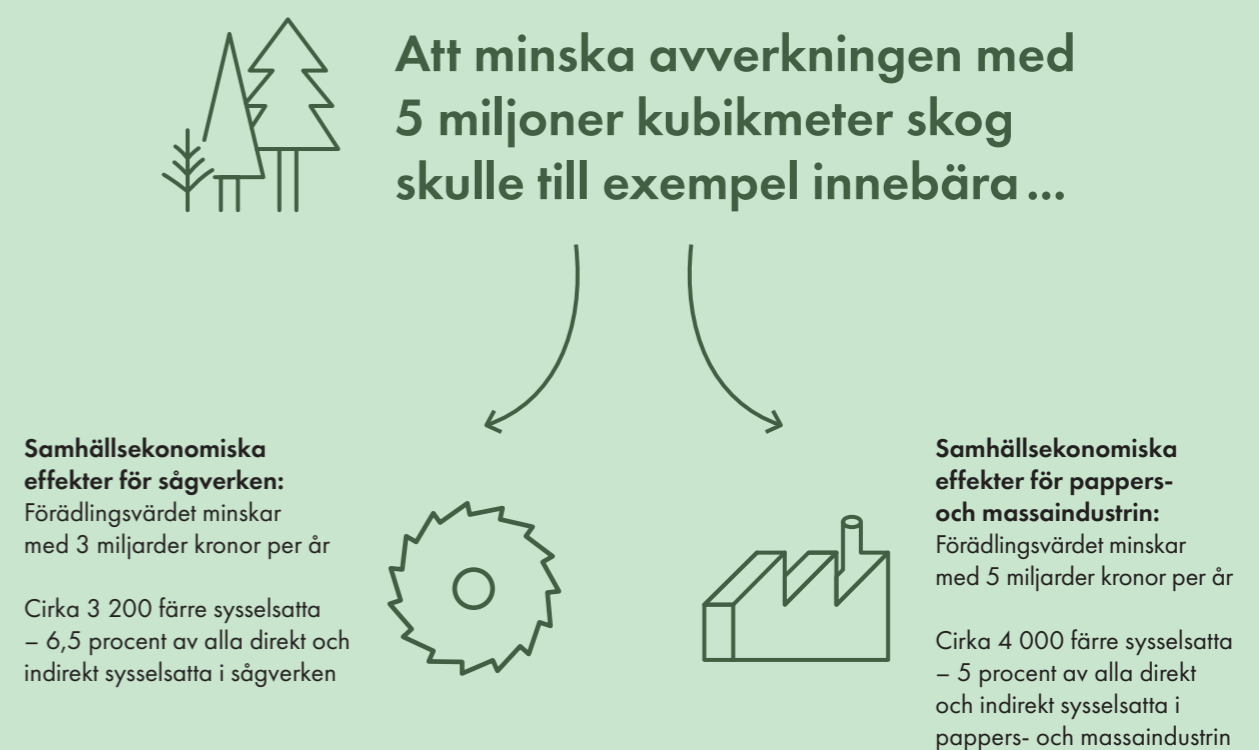 Att minska avverkningen med
5 miljoner kubikmeter skog
skulle till exempel innebära ...
Samhällsekonomiska
effekter för sågverken:
Förädlingsvärdet minskar
med 3 miljarder kronor per år
Cirka 3 200 färre sysselsatta
– 6,5 procent av alla direkt och
indirekt sysselsatta i sågverken
Samhällsekonomiska
effekter för pappers-
och massaindustrin:
Förädlingsvärdet minskar
med 5 miljarder kronor per år
Cirka 4 000 färre sysselsatta
– 5 procent av alla direkt
och indirekt sysselsatta i
pappers- och massaindustrin